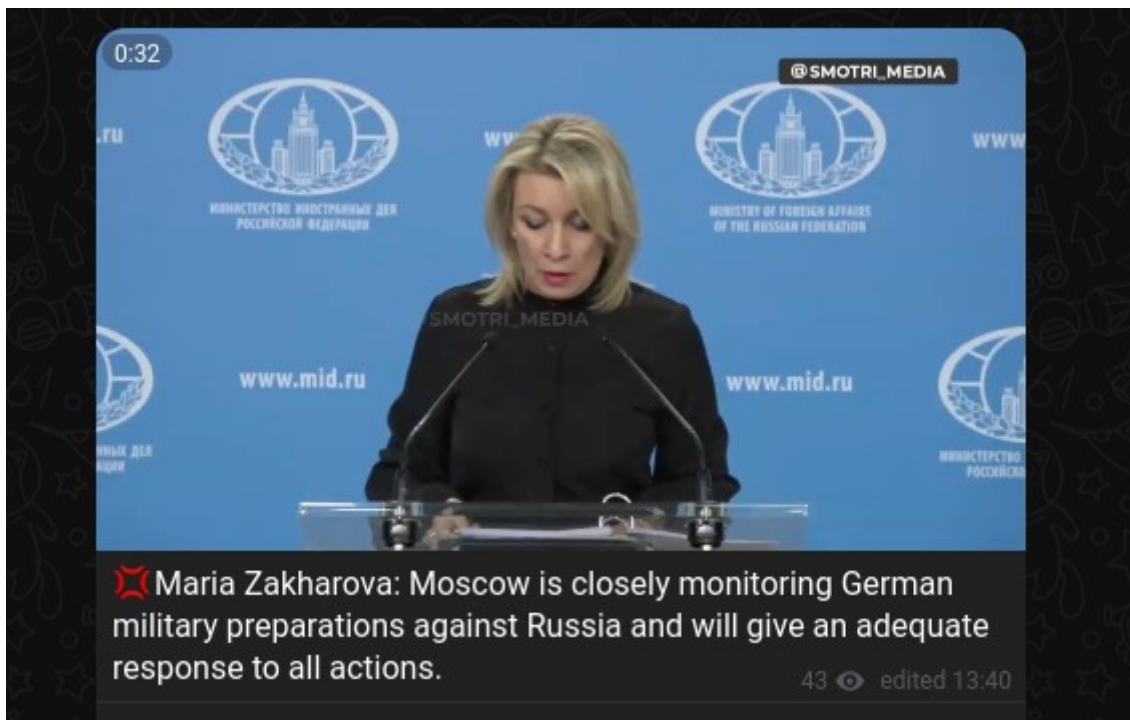 0:32
@SMOTRI_MEDIA
.ru
www
www
МИНИСТЕРСТВО ИНОСТРАННЫХ ДЕЛ
РОССИЙСКОЙ ФЕДЕРАЦИИ
MINISTRY OF FOREIGN AFFAIRS
OF THE RUSSIAN FEDERATION
SMOTRI_MEDIA
www.mid.ru
www.mid.ru
МИНИСТЕРСТВО
Maria Zakharova: Moscow is closely monitoring German
military preparations against Russia and will give an adequate
response to all actions.
43 edited 13:40